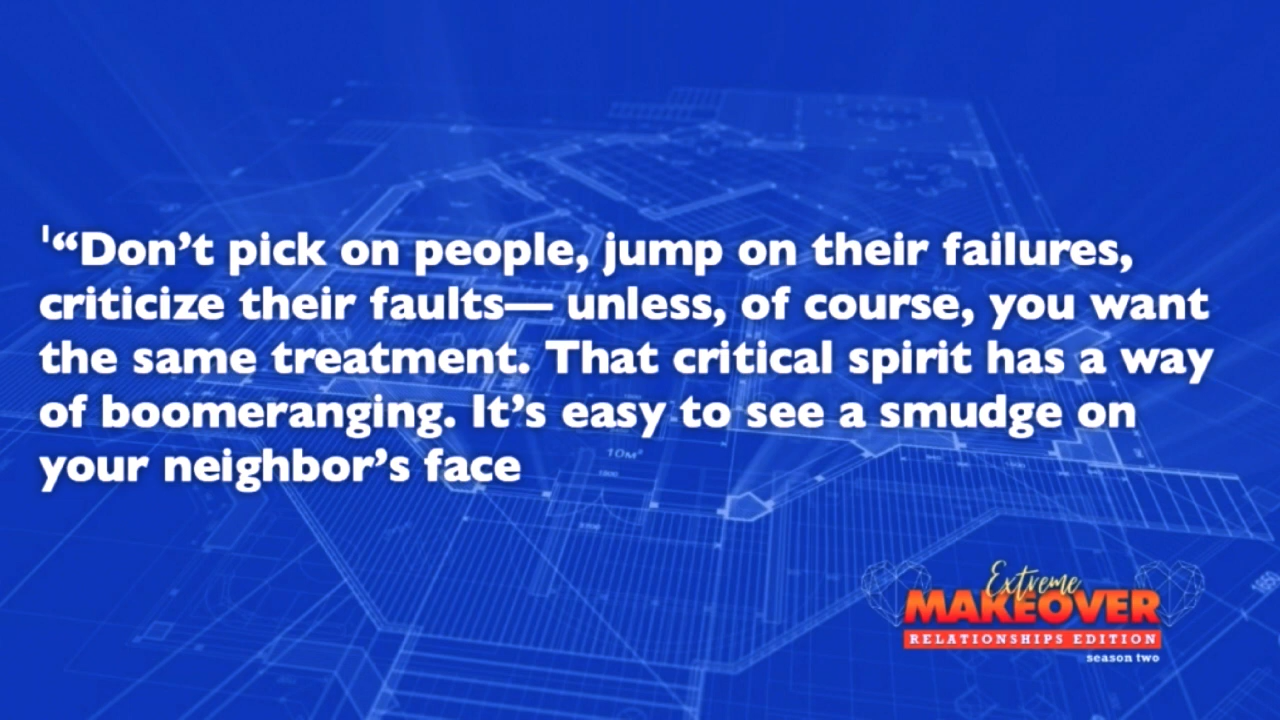 ¹“Don’t pick on people, jump on their failures,
criticize their faults— unless, of course, you want
the same treatment. That critical spirit has a way
of boomeranging. It’s easy to see a smudge on
your neighbor’s face
10M²
Extreme
MAKEOVER
RELATIONSHIPS EDITION
season two